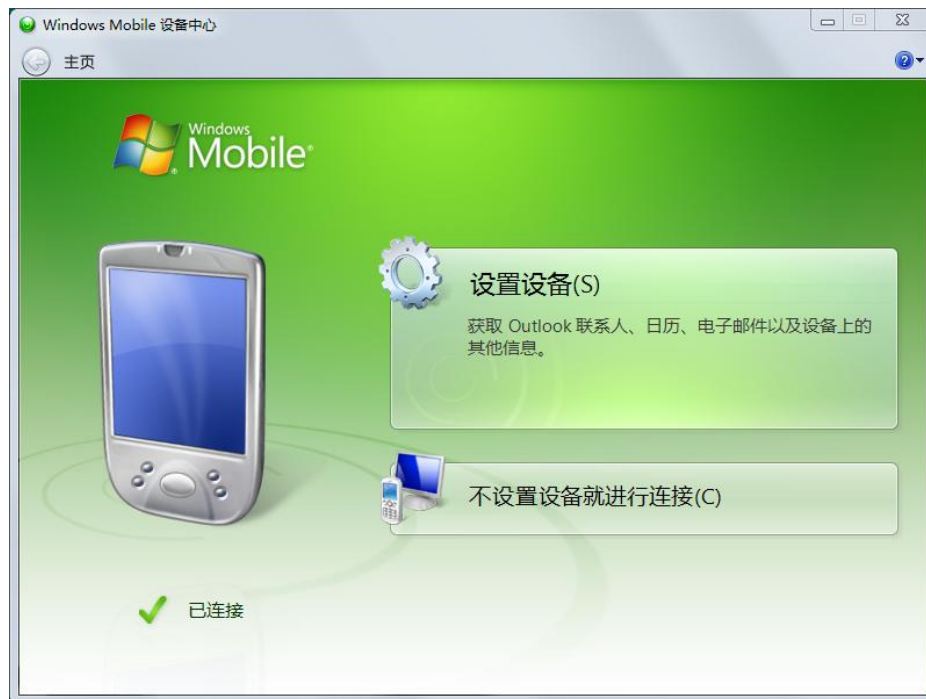 Windows Mobile 设备中心
主页
Windows
Mobile
设置设备(S)
获取 Outlook 联系人、日历、电子邮件以及设备上的
其他信息。
不设置设备就进行连接(C)
已连接